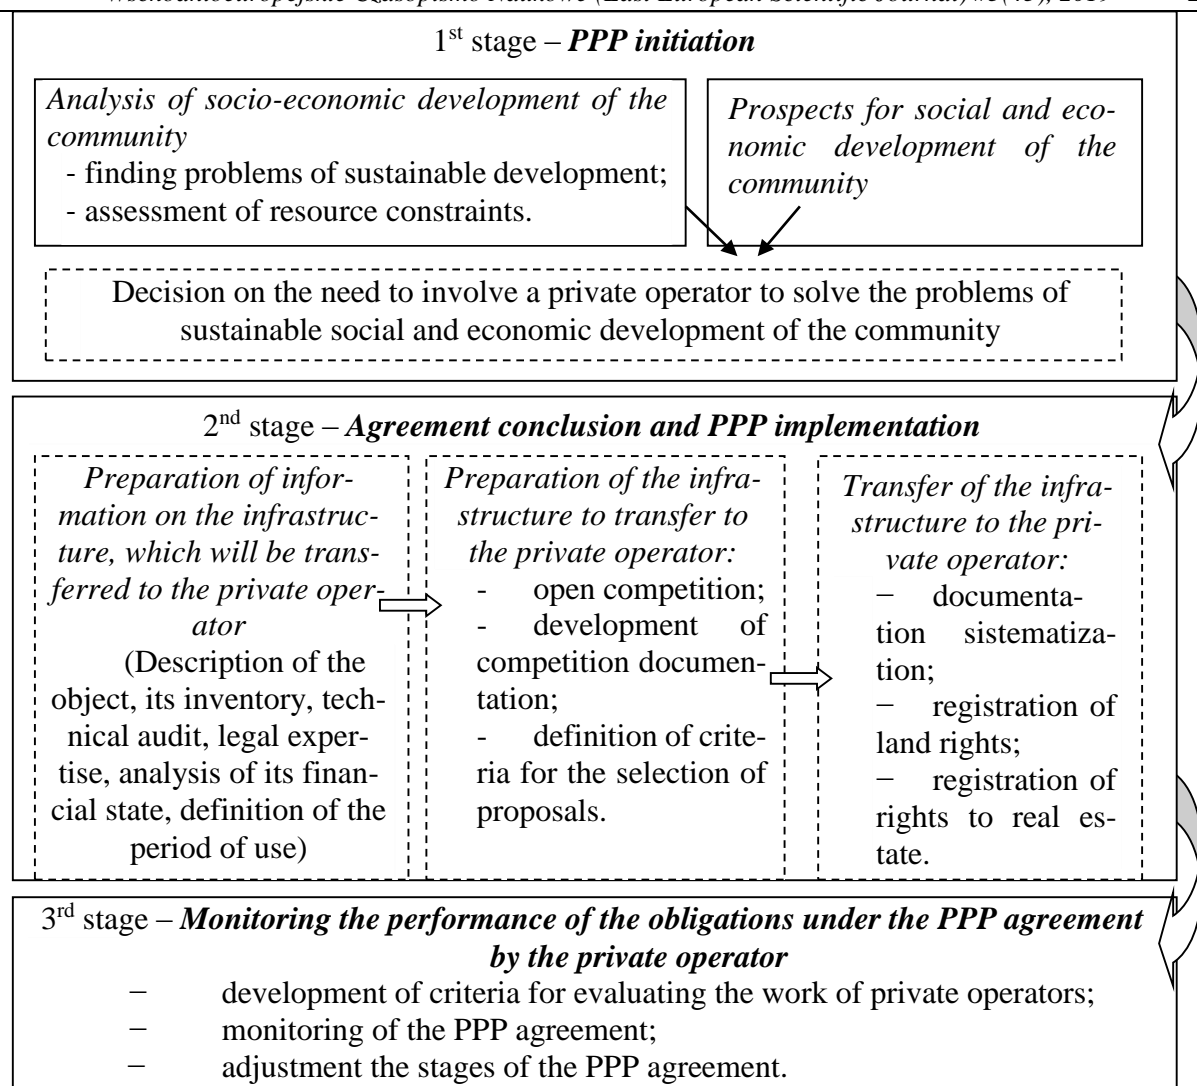 (East European Scientific Journal)
1st stage – PPP initiation
Analysis of socio-economic development of the
community
- finding problems of sustainable development;
- assessment of resource constraints.
Prospects for social and eco-
nomic development of the
community
Decision on the need to involve a private operator to solve the problems of
sustainable social and economic development of the community
2nd stage – Agreement conclusion and PPP implementation
Preparation of infor-
mation on the infrastruc-
ture, which will be trans-
ferred to the private oper-
ator
(Description of the
object, its inventory, tech-
nical audit, legal exper-
tise, analysis of its finan-
cial state, definition of the
period of use)
Preparation of the infra-
structure to transfer to
the private operator:
- open competition;
- development of
competition documen-
tation;
- definition of crite-
ria for the selection of
proposals.
Transfer of the infra-
structure to the pri-
vate operator:
− documenta-
tion sistematiza-
tion;
− registration of
land rights;
− registration of
rights to real es-
tate.
3rd stage – Monitoring the performance of the obligations under the PPP agreement
by the private operator
− development of criteria for evaluating the work of private operators;
− monitoring of the PPP agreement;
− adjustment the stages of the PPP agreement.